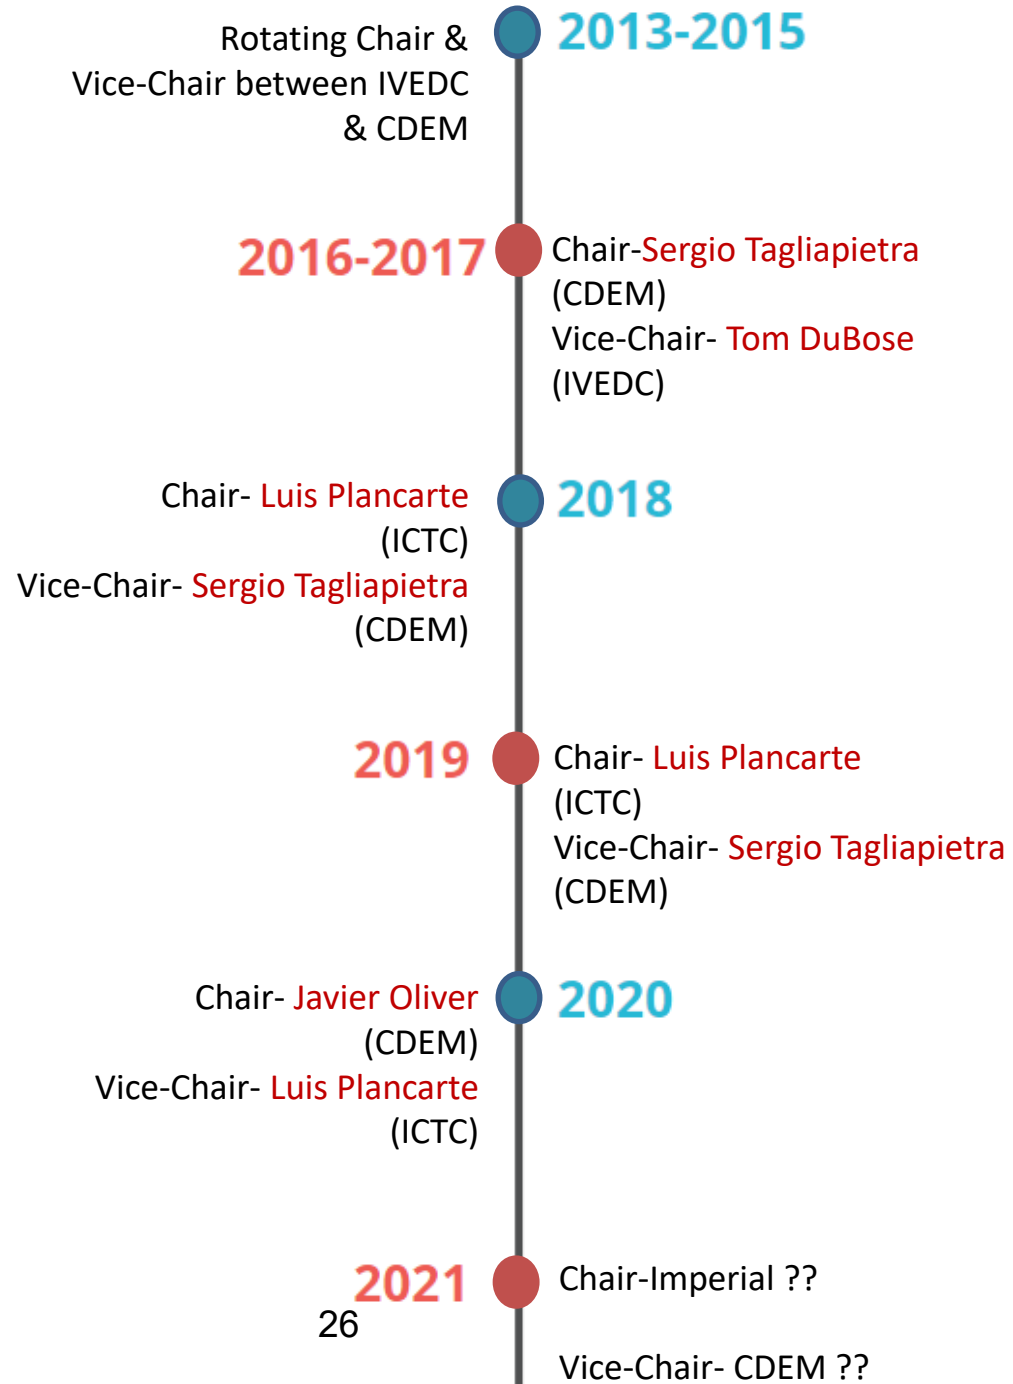 2013-2015
Rotating Chair &
Vice-Chair between IVEDC
& CDEM
2016-2017
Chair-Sergio Tagliapietra
(CDEM)
Vice-Chair- Tom DuBose
(IVEDC)
2018
Chair- Luis Plancarte
(ICTC)
Vice-Chair- Sergio Tagliapietra
(CDEM)
2019
Chair- Luis Plancarte
(ICTC)
Vice-Chair- Sergio Tagliapietra
(CDEM)
2020
Chair- Javier Oliver
(CDEM)
Vice-Chair- Luis Plancarte
(ICTC)
2021
Chair-Imperial ??
26
Vice-Chair- CDEM ??